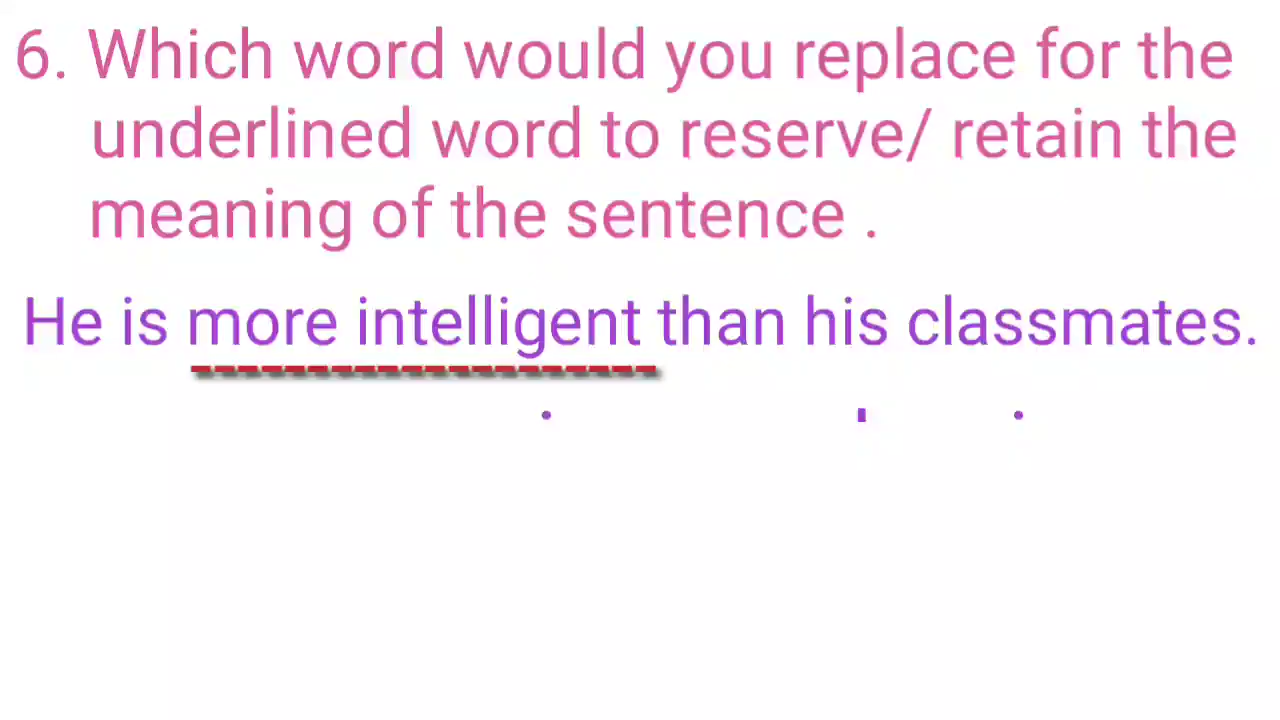 6. Which word would you replace for the
underlined word to reserve/ retain the
meaning of the sentence .
He is more intelligent than his classmates.